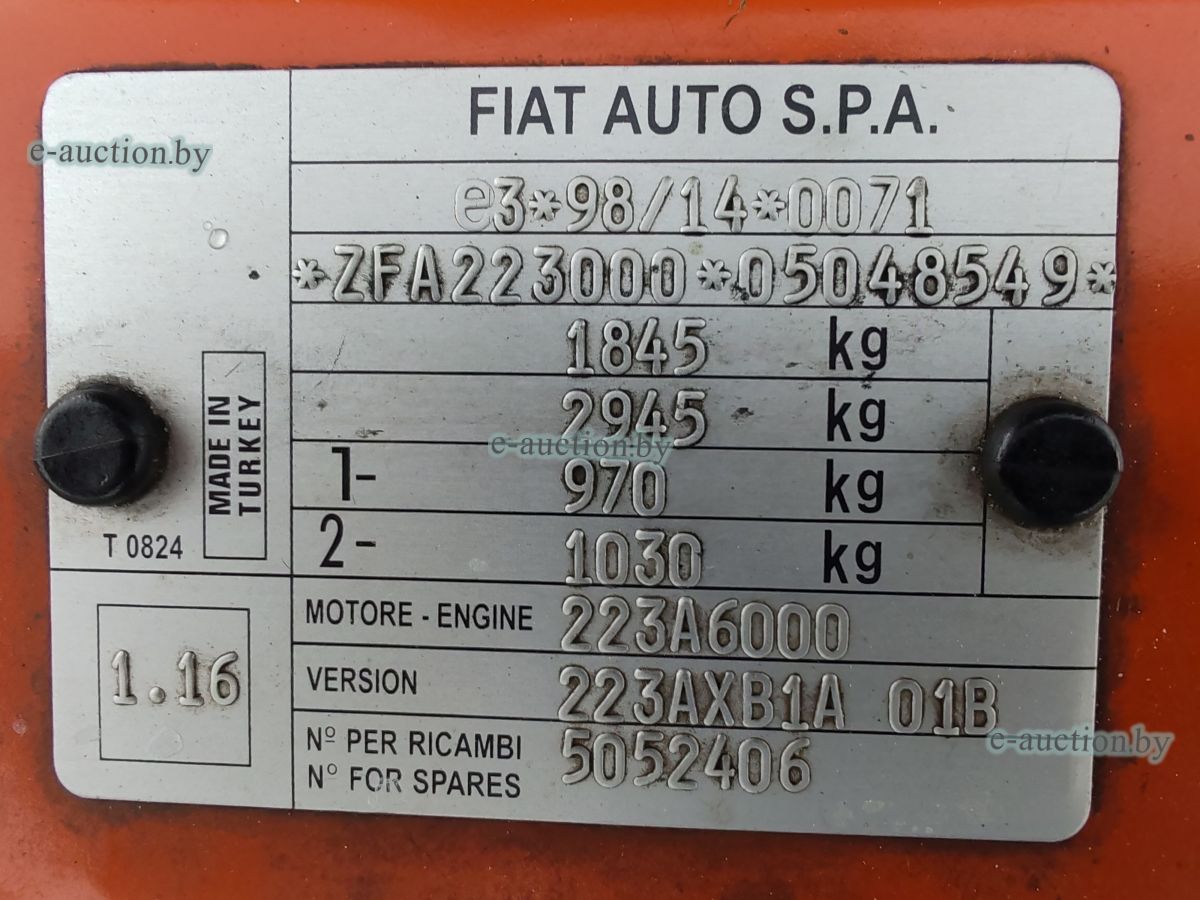 FIAT AUTO S.P.A.
e-auction.by
e3*98/14*0071
*ZFA223000*05048549*
1845 kg
2945 kg
e-auction.by
1- 970 kg
2- 1030 kg
MADE IN
TURKEY
T 0824
MOTORE - ENGINE 223A6000
1.16
VERSION 223AXB1A 01B
e-auction.by
Nº PER RICAMBI 5052406
N° FOR SPARES